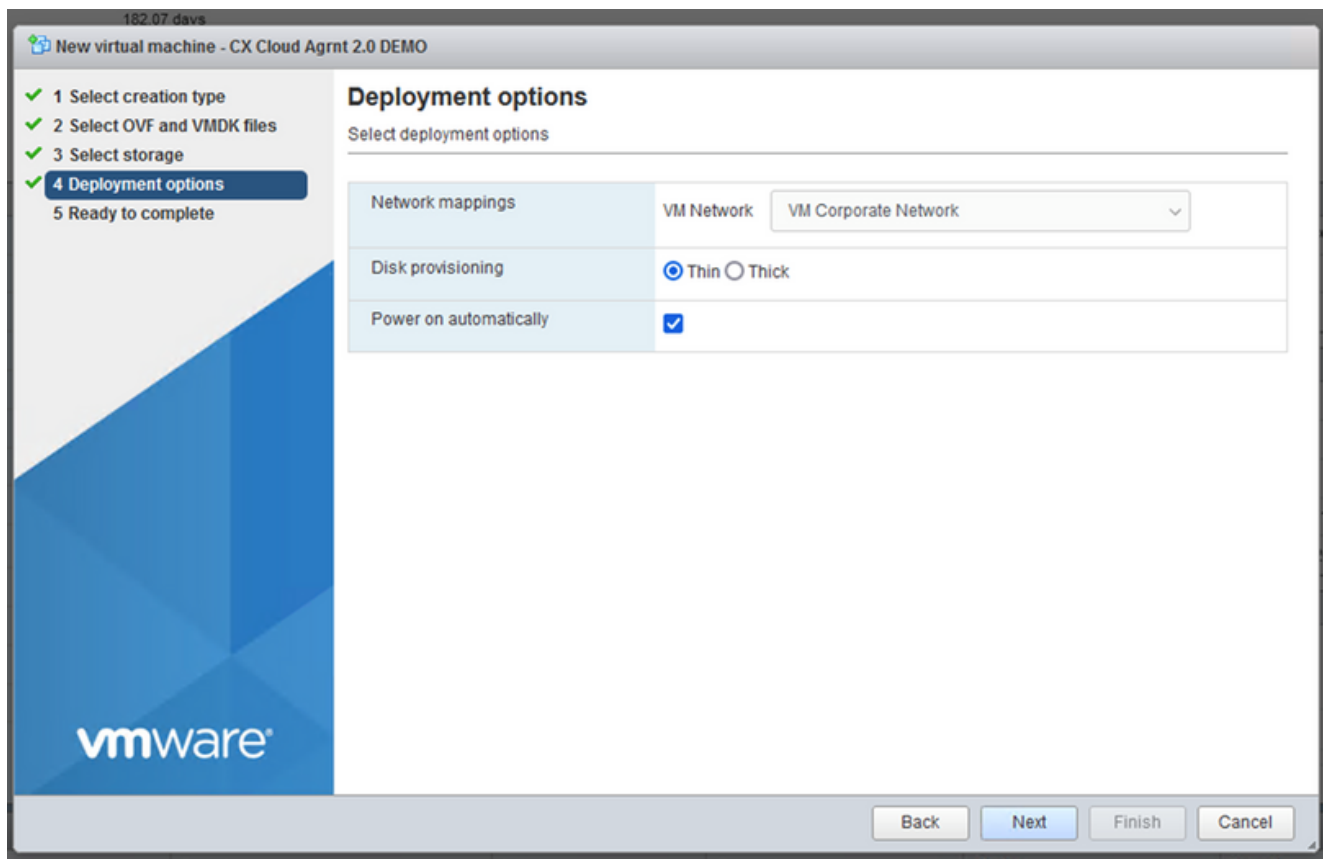 182.07 days
New virtual machine - CX Cloud Agrnt 2.0 DEMO
1 Select creation type
2 Select OVF and VMDK files
3 Select storage
4 Deployment options
5 Ready to complete
Deployment options
Select deployment options
Network mappings
VM Network
VM Corporate Network
Disk provisioning
Thin
Thick
Power on automatically
vmware®
Back
Next
Finish
Cancel